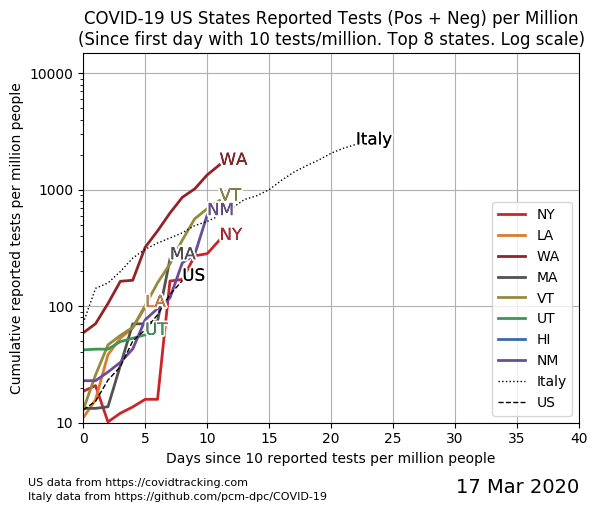 COVID-19 US States Reported Tests (Pos + Neg) per Million
(Since first day with 10 tests/million. Top 8 states. Log scale)
Cumulative reported tests per million people
10000
1000
100
10
Italy
WA
VT
NM
NY
MA
US
LA
UT
NY
LA
WA
MA
VT
UT
HI
NM
Italy
US
0 5 10 15 20 25 30 35 40
Days since 10 reported tests per million people
US data from https://covidtracking.com
Italy data from https://github.com/pcm-dpc/COVID-19
17 Mar 2020